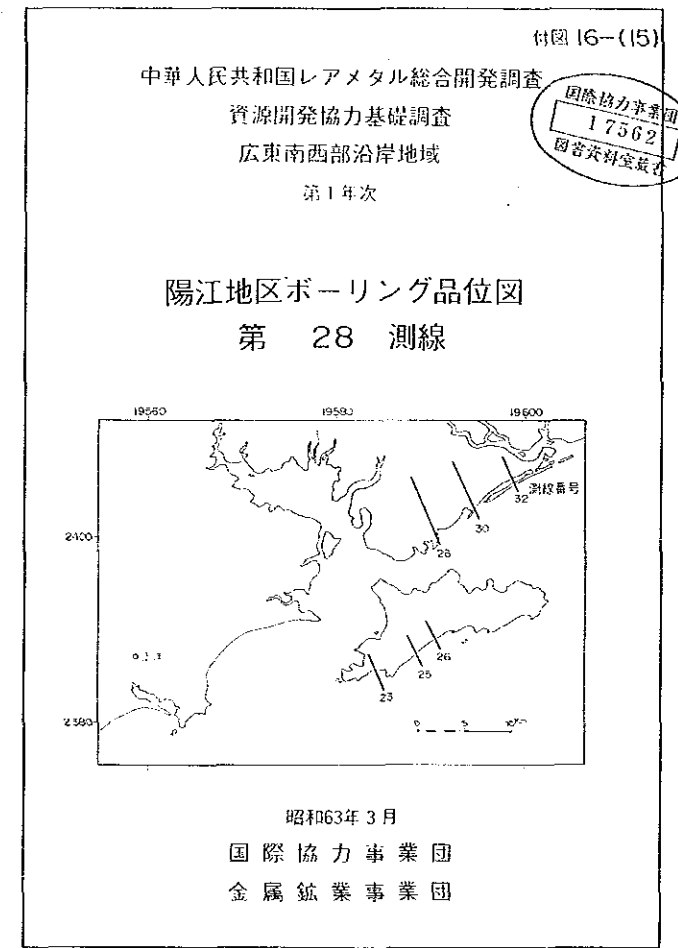 付図 16-(15)
中華人民共和国レアメタル総合開発調査
資源開発協力基礎調査
広東南西部沿岸地域
第1年次
国際協力事業団
17562
図書資料室蔵書
陽江地区ボーリング品位図
第 28 測線
19560 19580 19600
32 測線番号
30
2400
28
26
25
23
2380
0 5 10Km
昭和63年3月
国際協力事業団
金属鉱業事業団